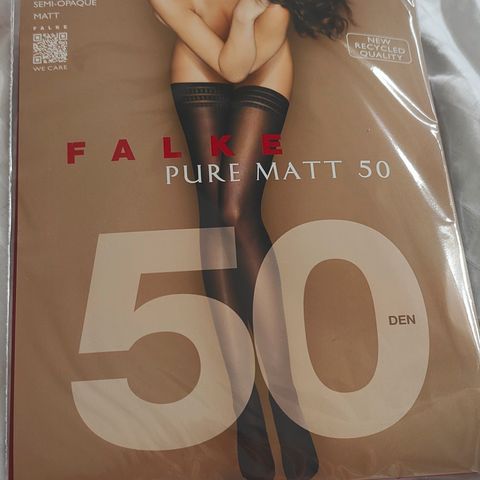 SEMI-OPAQUE
MATT
FALKE
WE CARE
NEW
RECYCLED
QUALITY
FALKE
PURE MATT 50
50
DEN